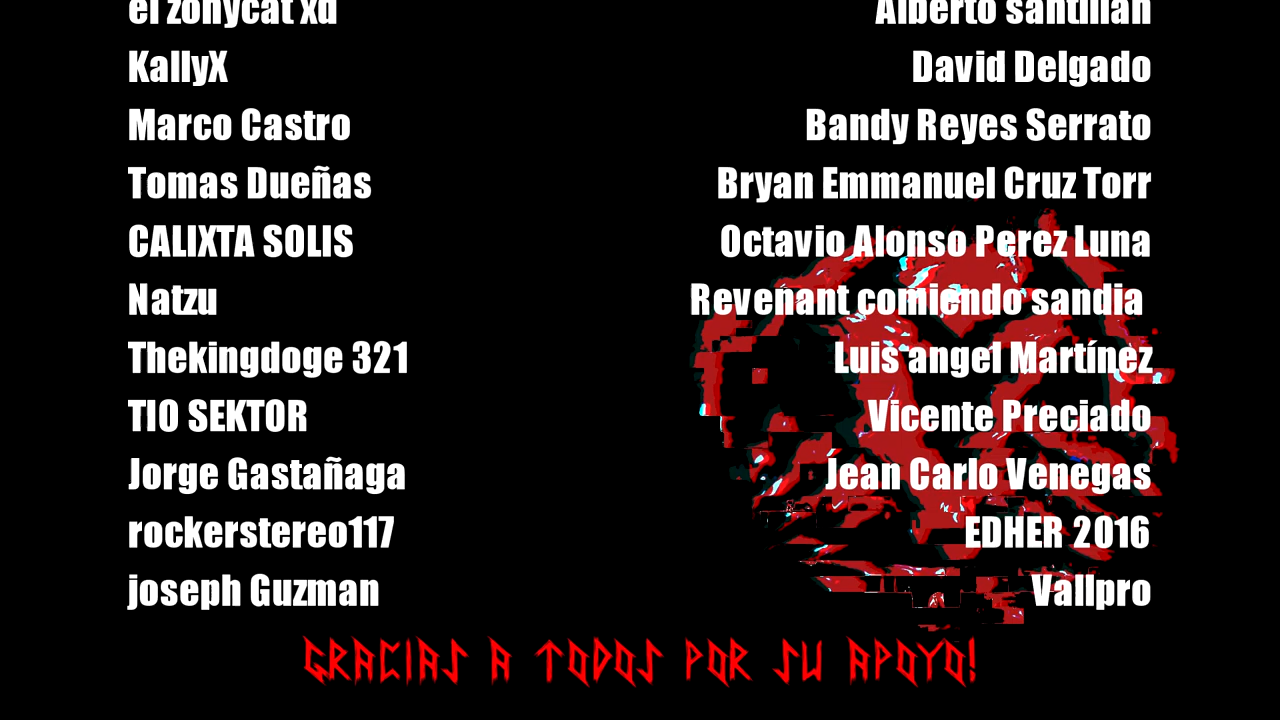 el zonycat xd
Alberto santillan
KallyX
David Delgado
Marco Castro
Bandy Reyes Serrato
Tomas Dueñas
Bryan Emmanuel Cruz Torr
CALIXTA SOLIS
Octavio Alonso Perez Luna
Natzu
Revenant comiendo sandia
Thekingdoge 321
Luis angel Martínez
TIO SEKTOR
Vicente Preciado
Jorge Gastañaga
Jean Carlo Venegas
rockerstereo117
EDHER 2016
joseph Guzman
Vallpro
GRACIAS A TODOS POR SU APOYO!